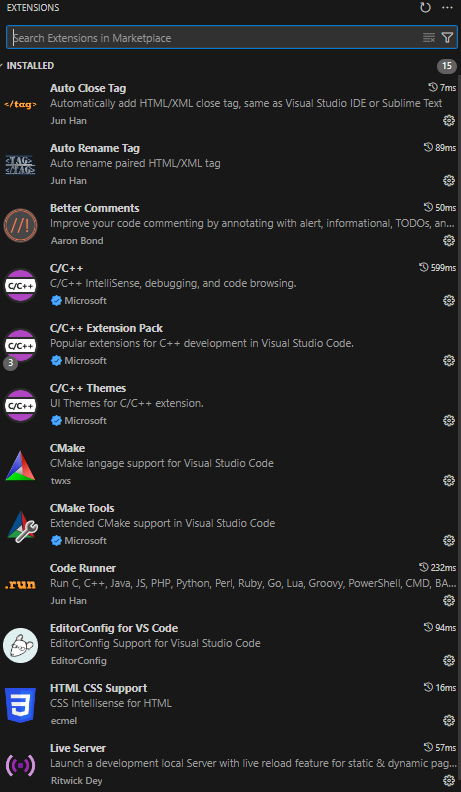 EXTENSIONS
Search Extensions in Marketplace
INSTALLED 15
</tag> Auto Close Tag 7ms
Automatically add HTML/XML close tag, same as Visual Studio IDE or Sublime Text
Jun Han
Auto Rename Tag 89ms
Auto rename paired HTML/XML tag
Jun Han
//! Better Comments 50ms
Improve your code commenting by annotating with alert, informational, TODOs, an...
Aaron Bond
C/C++ C/C++ 599ms
C/C++ IntelliSense, debugging, and code browsing.
Microsoft
C/C++ C/C++ Extension Pack
Popular extensions for C++ development in Visual Studio Code.
3 Microsoft
C/C++ C/C++ Themes
UI Themes for C/C++ extension.
Microsoft
CMake
CMake langage support for Visual Studio Code
twxs
CMake Tools
Extended CMake support in Visual Studio Code
Microsoft
.run Code Runner 232ms
Run C, C++, Java, JS, PHP, Python, Perl, Ruby, Go, Lua, Groovy, PowerShell, CMD, BA...
Jun Han
EditorConfig for VS Code 94ms
EditorConfig Support for Visual Studio Code
EditorConfig
HTML CSS Support 16ms
CSS Intellisense for HTML
ecmel
Live Server 57ms
Launch a development local Server with live reload feature for static & dynamic pag...
Ritwick Dey